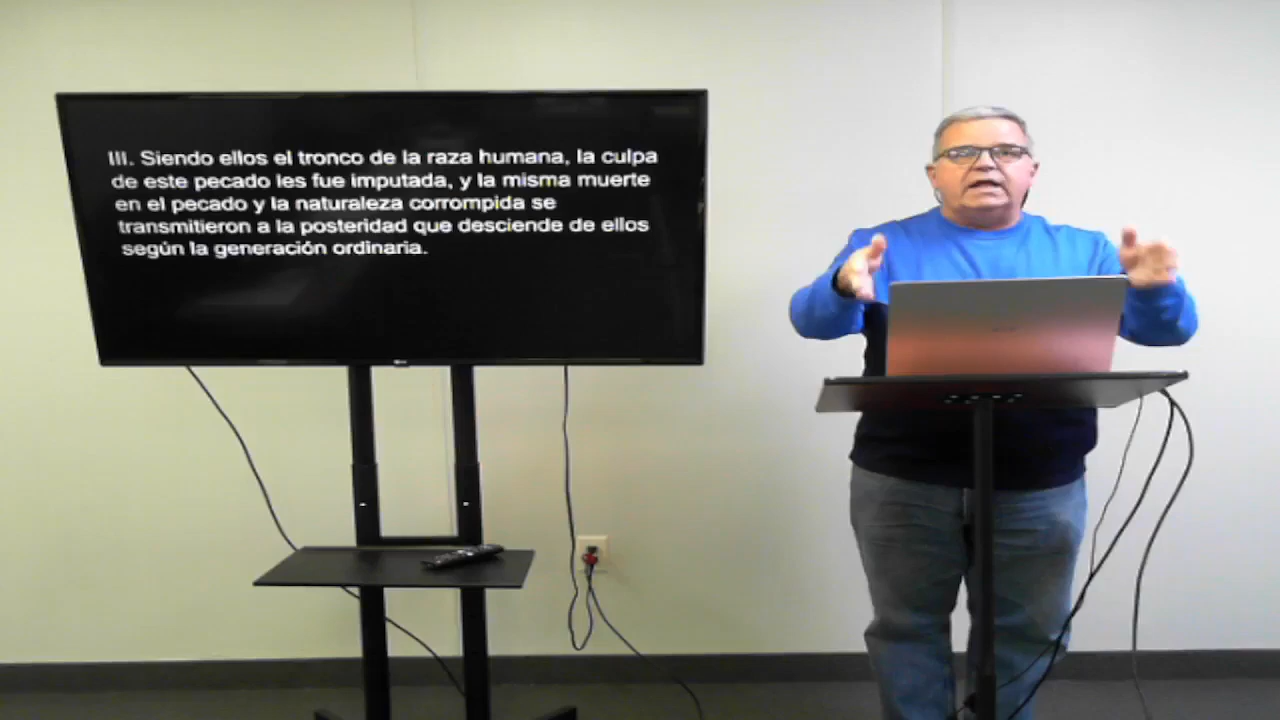 III. Siendo ellos el tronco de la raza humana, la culpa
de este pecado les fue imputada, y la misma muerte
en el pecado y la naturaleza corrompida se
transmitieron a la posteridad que desciende de ellos
según la generación ordinaria.